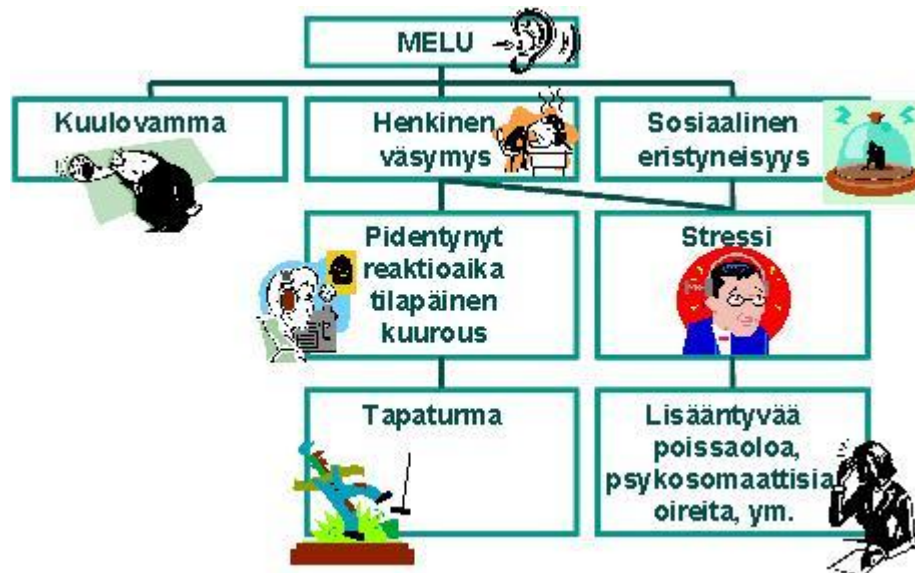 MELU
Kuulovamma
Henkinen
väsymys
Sosiaalinen
eristyneisyys
Pidentynyt
reaktioaika
tilapäinen
kuurous
Stressi
Tapaturma
Lisääntyvää
poissaoloa,
psykosomaattisia
oireita, ym.